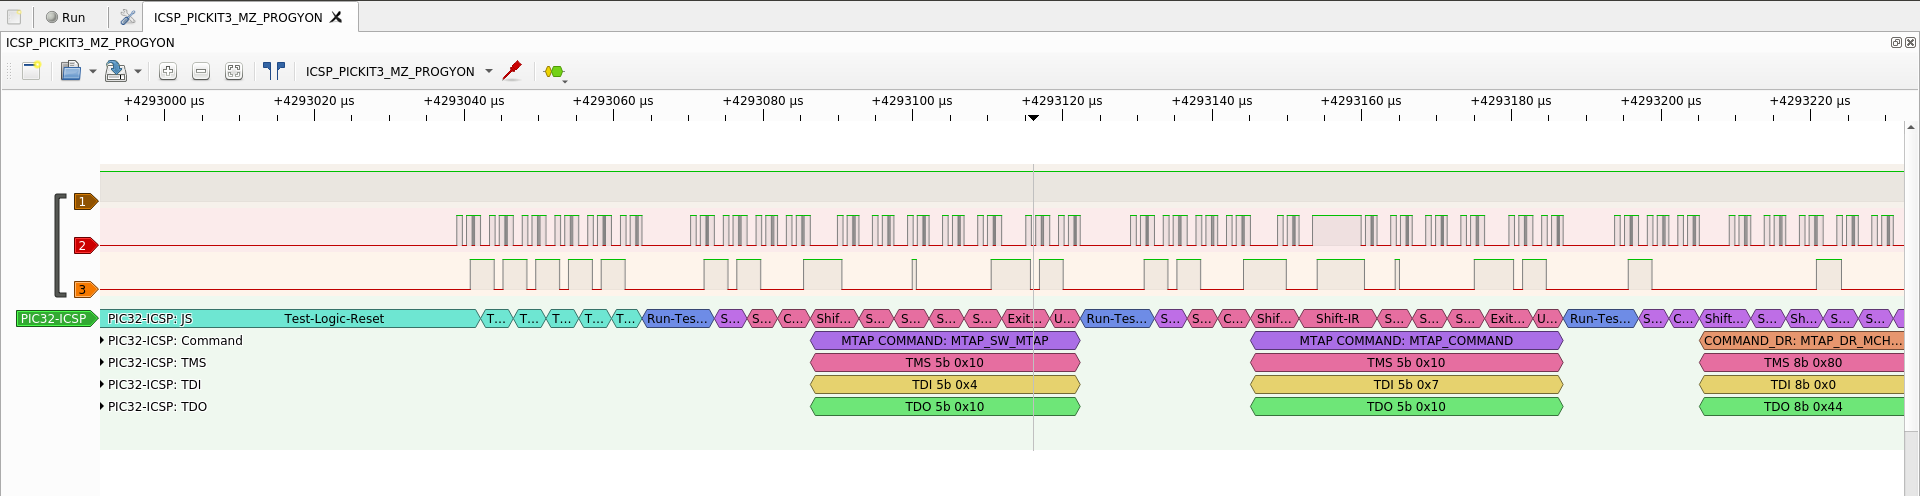 Run ICSP_PICKIT3_MZ_PROGYON
ICSP_PICKIT3_MZ_PROGYON
ICSP_PICKIT3_MZ_PROGYON
+4293000 µs +4293020 µs +4293040 µs +4293060 µs +4293080 µs +4293100 µs +4293120 µs +4293140 µs +4293160 µs +4293180 µs +4293200 µs +4293220 µs
1
2
3
PIC32-ICSP PIC32-ICSP: JS Test-Logic-Reset T... T... T... T... T... Run-Tes... S... S... C... Shif... S... S... S... S... Exit... U... Run-Tes... S... S... C... Shif... Shift-IR S... S... S... Exit... U... Run-Tes... S... C... Shift... S... Sh... S... S...
PIC32-ICSP: Command MTAP COMMAND: MTAP_SW_MTAP MTAP COMMAND: MTAP_COMMAND COMMAND_DR: MTAP_DR_MCH...
PIC32-ICSP: TMS TMS 5b 0x10 TMS 5b 0x10 TMS 8b 0x80
PIC32-ICSP: TDI TDI 5b 0x4 TDI 5b 0x7 TDI 8b 0x0
PIC32-ICSP: TDO TDO 5b 0x10 TDO 5b 0x10 TDO 8b 0x44